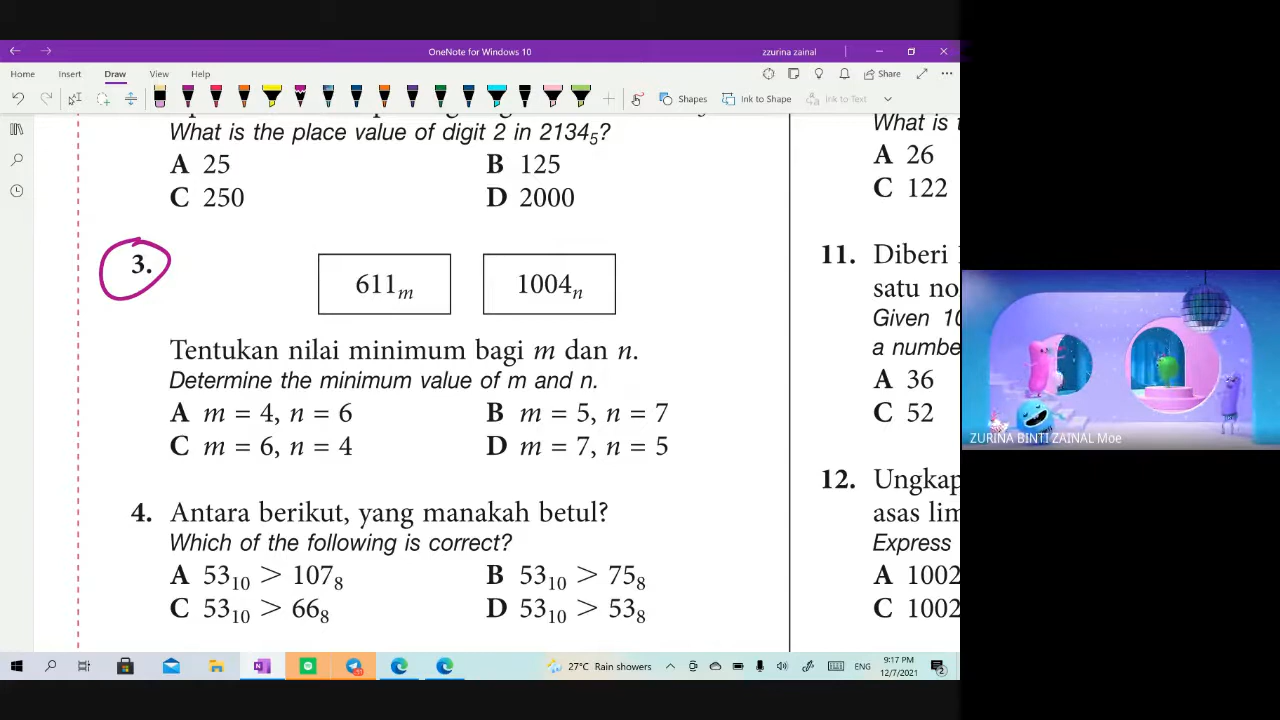 OneNote for Windows 10
zzurina zainal
Home Insert Draw View Help
Share
Shapes Ink to Shape Ink to Text
What is the place value of digit 2 in 2134₅?
A 25 B 125
C 250 D 2000
3. 611ₘ 1004ₙ
Tentukan nilai minimum bagi m dan n.
Determine the minimum value of m and n.
A m = 4, n = 6 B m = 5, n = 7
C m = 6, n = 4 D m = 7, n = 5
4. Antara berikut, yang manakah betul?
Which of the following is correct?
A 53₁₀ > 107₈ B 53₁₀ > 75₈
C 53₁₀ > 66₈ D 53₁₀ > 53₈
What is
A 26
C 122
11. Diberi
satu no
Given 10
a numbe
A 36
C 52
12. Ungkap
asas lim
Express
A 1002
C 1002
ZURINA BINTI ZAINAL Moe
27°C Rain showers
ENG
9:17 PM
12/7/2021
2